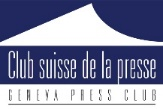 Club suisse de la presse
GENEVA PRESS CLUB